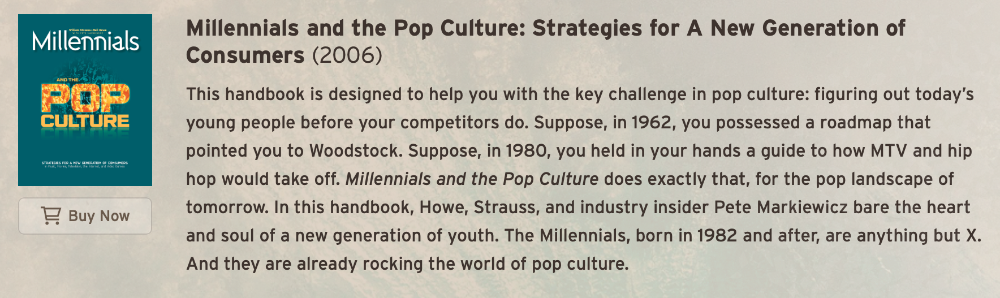 William Strauss & Neil Howe
WITH PETE MARKIEWICZ
Millennials
AND THE
POP
CULTURE
STRATEGIES FOR A NEW GENERATION OF CONSUMERS
in Music, Movies, Television, the Internet, and Video Games
Buy Now
Millennials and the Pop Culture: Strategies for A New Generation of
Consumers (2006)
This handbook is designed to help you with the key challenge in pop culture: figuring out today’s
young people before your competitors do. Suppose, in 1962, you possessed a roadmap that
pointed you to Woodstock. Suppose, in 1980, you held in your hands a guide to how MTV and hip
hop would take off. Millennials and the Pop Culture does exactly that, for the pop landscape of
tomorrow. In this handbook, Howe, Strauss, and industry insider Pete Markiewicz bare the heart
and soul of a new generation of youth. The Millennials, born in 1982 and after, are anything but X.
And they are already rocking the world of pop culture.